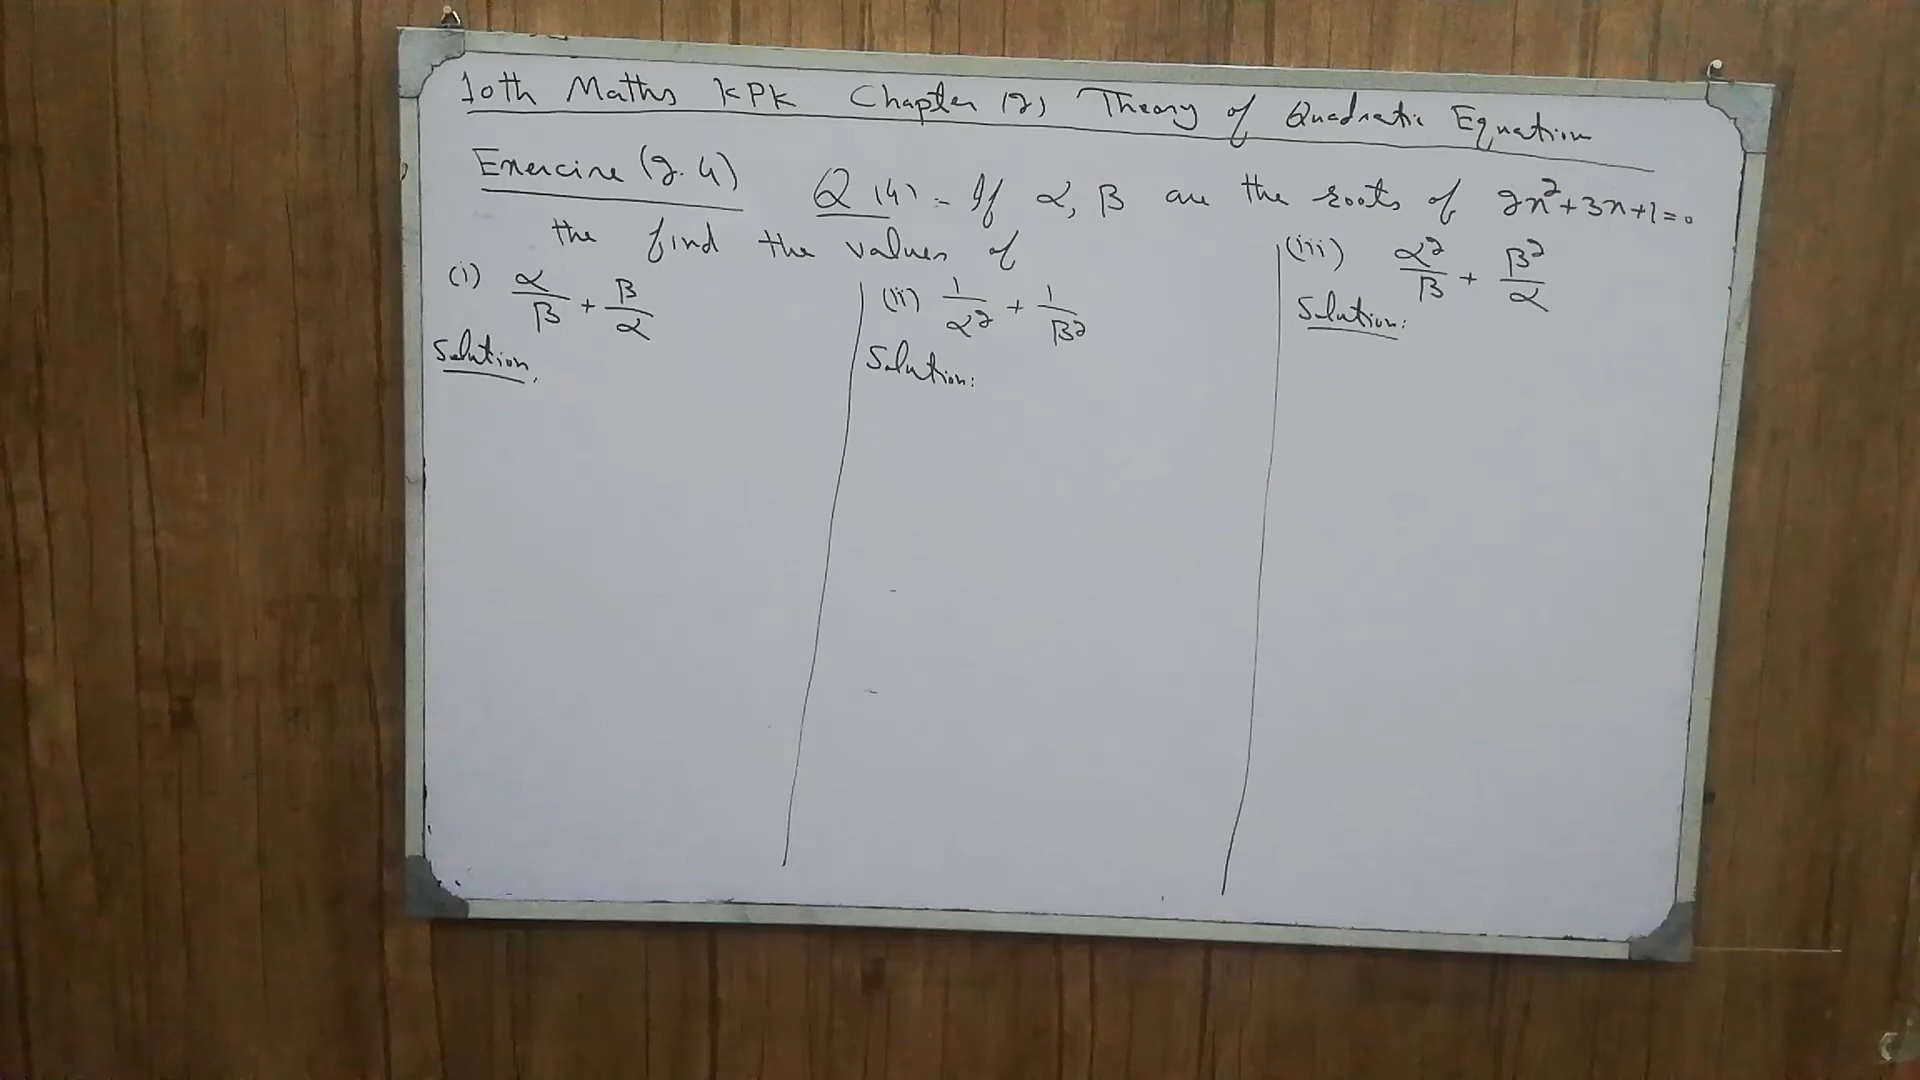 10th Maths KPK Chapter (2) Theory of Quadratic Equation
Exercise (2.4) Q (4) - If α, β are the roots of 2x²+3x+1=0
the find the values of
(i) α/β + β/α
Solution.
(ii) 1/α² + 1/β²
Solution:
(iii) α²/β + β²/α
Solution: